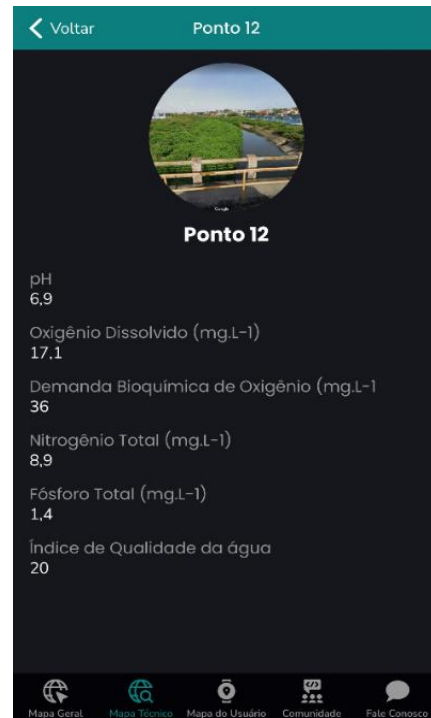 Voltar
Ponto 12
Google
Ponto 12
pH
6,9
Oxigênio Dissolvido (mg.L-1)
17,1
Demanda Bioquímica de Oxigênio (mg.L-1
36
Nitrogênio Total (mg.L-1)
8,9
Fósforo Total (mg.L-1)
1,4
Índice de Qualidade da água
20
Mapa Geral
Mapa Técnico
Mapa do Usuário
Comunidade
Fale Conosco